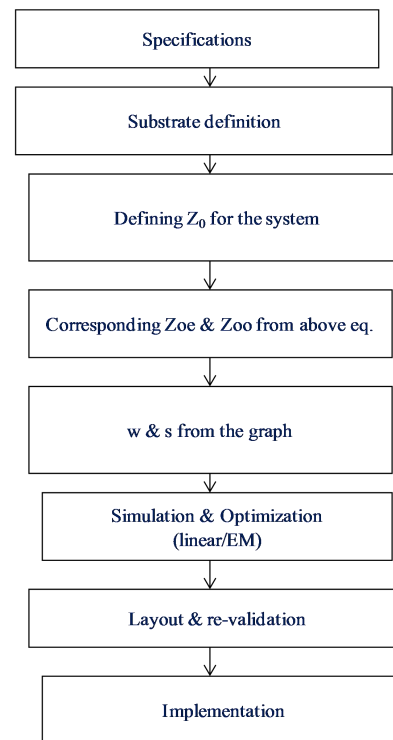 Specifications
Substrate definition
Defining Z₀ for the system
Corresponding Zoe & Zoo from above eq.
w & s from the graph
Simulation & Optimization
(linear/EM)
Layout & re-validation
Implementation